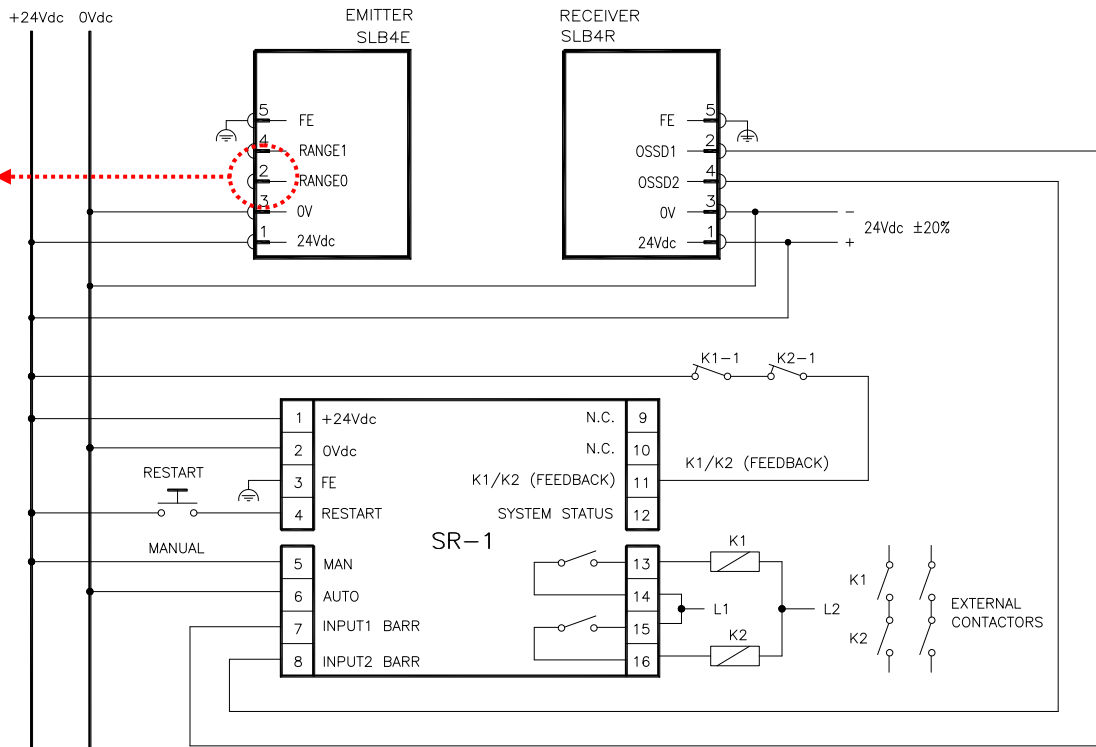 +24Vdc 0Vdc
EMITTER
SLB4E
5 FE
4 RANGE1
2 RANGE0
3 0V
1 24Vdc
RECEIVER
SLB4R
FE 5
OSSD1 2
OSSD2 4
0V 3
24Vdc 1
−
24Vdc ±20%
+
K1-1 K2-1
K1/K2 (FEEDBACK)
RESTART
MANUAL
1 +24Vdc
2 0Vdc
3 FE
4 RESTART
SR-1
5 MAN
6 AUTO
7 INPUT1 BARR
8 INPUT2 BARR
N.C. 9
N.C. 10
K1/K2 (FEEDBACK) 11
SYSTEM STATUS 12
13
14
15
16
K1
L1
L2
K2
K1
K2
EXTERNAL
CONTACTORS